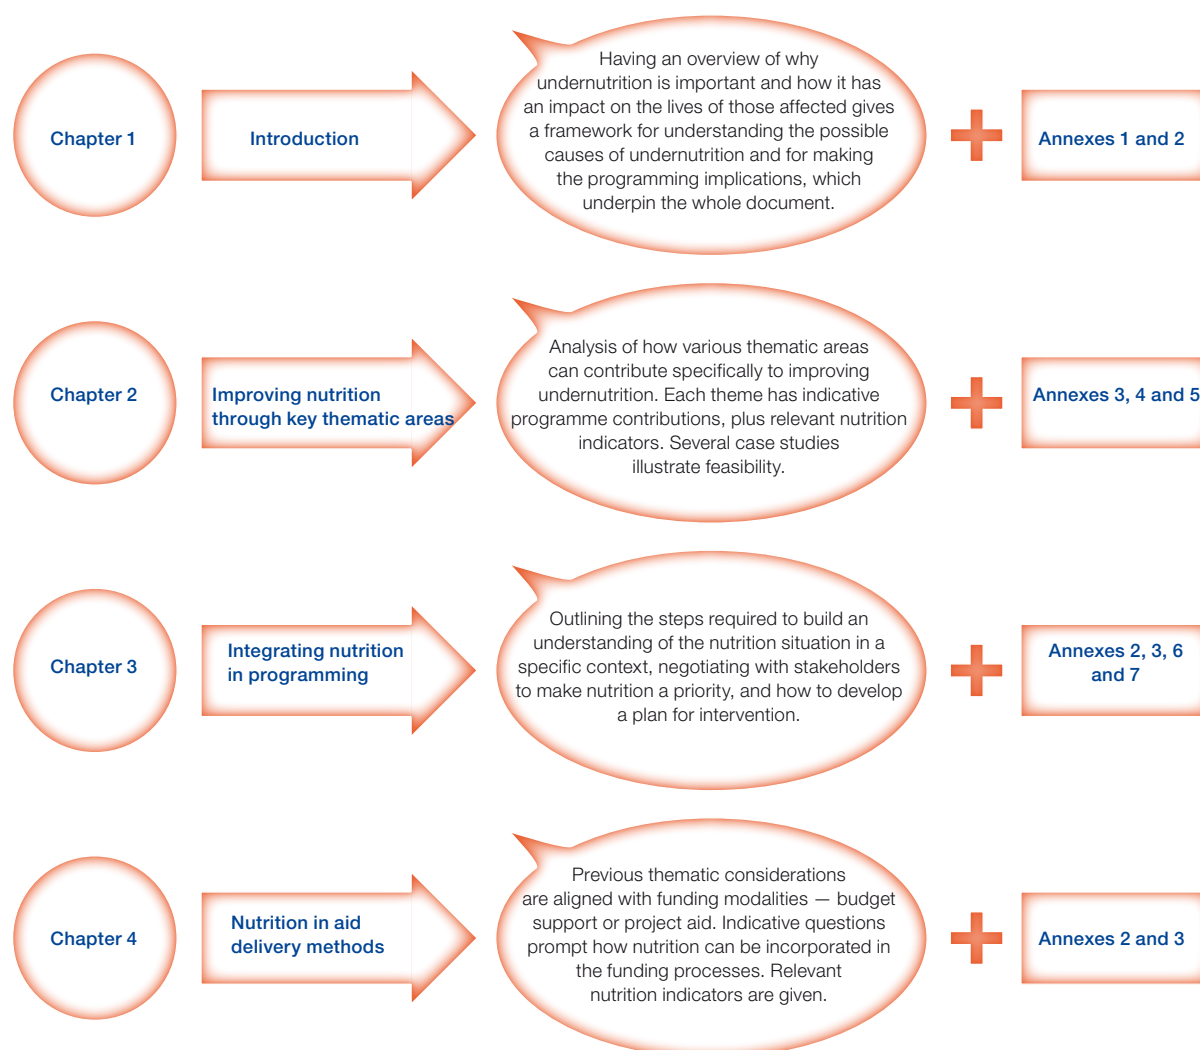 Chapter 1
Introduction
Having an overview of why
undernutrition is important and how it has
an impact on the lives of those affected gives
a framework for understanding the possible
causes of undernutrition and for making
the programming implications, which
underpin the whole document.
Annexes 1 and 2
Chapter 2
Improving nutrition
through key thematic areas
Analysis of how various thematic areas
can contribute specifically to improving
undernutrition. Each theme has indicative
programme contributions, plus relevant nutrition
indicators. Several case studies
illustrate feasibility.
Annexes 3, 4 and 5
Chapter 3
Integrating nutrition
in programming
Outlining the steps required to build an
understanding of the nutrition situation in a
specific context, negotiating with stakeholders
to make nutrition a priority, and how to develop
a plan for intervention.
Annexes 2, 3, 6
and 7
Chapter 4
Nutrition in aid
delivery methods
Previous thematic considerations
are aligned with funding modalities — budget
support or project aid. Indicative questions
prompt how nutrition can be incorporated in
the funding processes. Relevant
nutrition indicators are given.
Annexes 2 and 3